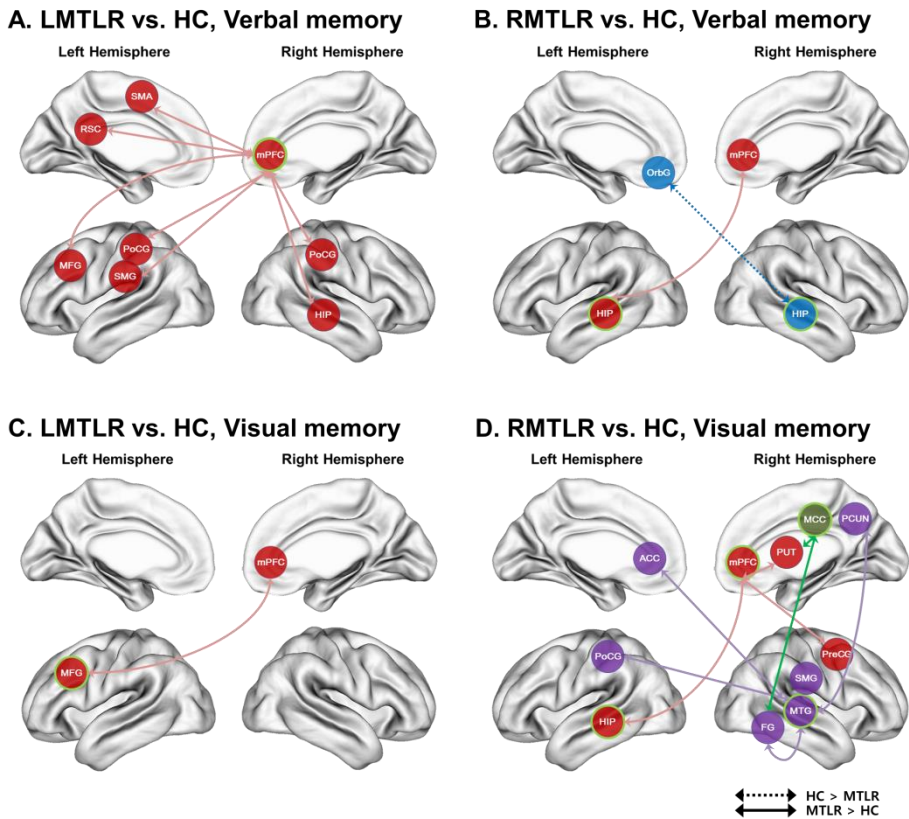 A. LMTLR vs. HC, Verbal memory
Left Hemisphere
Right Hemisphere
SMA
RSC
mPFC
PoCG
MFG
SMG
PoCG
HIP
B. RMTLR vs. HC, Verbal memory
Left Hemisphere
Right Hemisphere
OrbG
mPFC
HIP
HIP
C. LMTLR vs. HC, Visual memory
Left Hemisphere
Right Hemisphere
mPFC
MFG
D. RMTLR vs. HC, Visual memory
Left Hemisphere
Right Hemisphere
MCC
PCUN
ACC
mPFC
PUT
PoCG
PreCG
SMG
MTG
HIP
FG
HC > MTLR
MTLR > HC